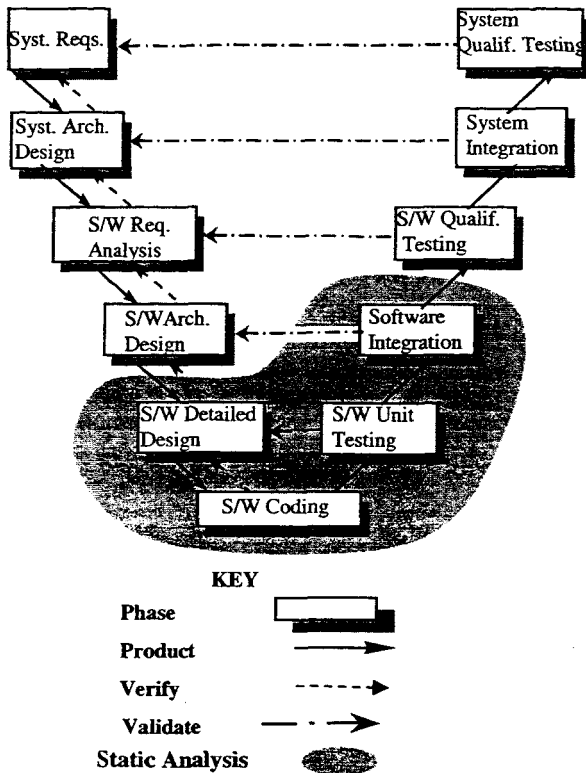 Syst. Reqs.
System
Qualif. Testing
Syst. Arch.
Design
System
Integration
S/W Req.
Analysis
S/W Qualif.
Testing
S/WArch.
Design
Software
Integration
S/W Detailed
Design
S/W Unit
Testing
S/W Coding
KEY
Phase
Product
Verify
Validate
Static Analysis